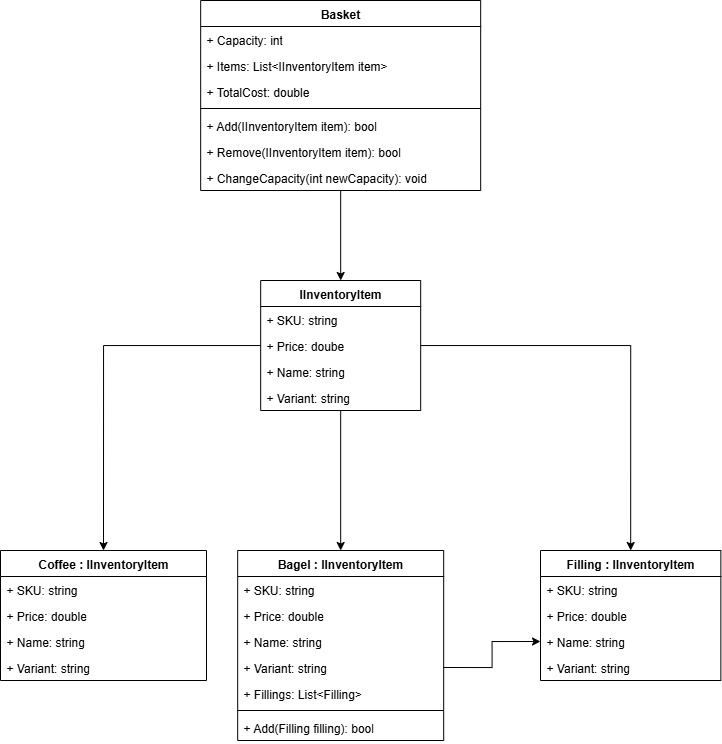 Basket
+ Capacity: int
+ Items: List<IInventoryItem item>
+ TotalCost: double
+ Add(IInventoryItem item): bool
+ Remove(IInventoryItem item): bool
+ ChangeCapacity(int newCapacity): void
IInventoryItem
+ SKU: string
+ Price: doube
+ Name: string
+ Variant: string
Coffee : IInventoryItem
+ SKU: string
+ Price: double
+ Name: string
+ Variant: string
Bagel : IInventoryItem
+ SKU: string
+ Price: double
+ Name: string
+ Variant: string
+ Fillings: List<Filling>
+ Add(Filling filling): bool
Filling : IInventoryItem
+ SKU: string
+ Price: double
+ Name: string
+ Variant: string